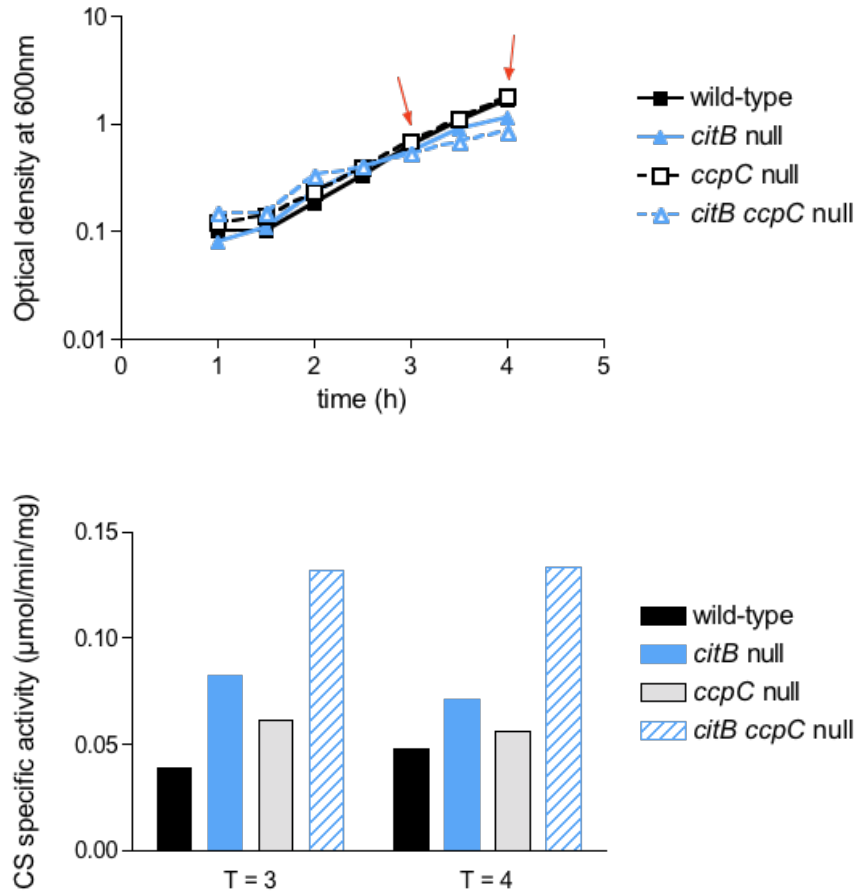 Optical density at 600nm
10
1
0.1
0.01
0
1
2
3
4
5
time (h)
wild-type
citB null
ccpC null
citB ccpC null
CS specific activity (µmol/min/mg)
0.15
0.10
0.05
0.00
T = 3
T = 4
wild-type
citB null
ccpC null
citB ccpC null